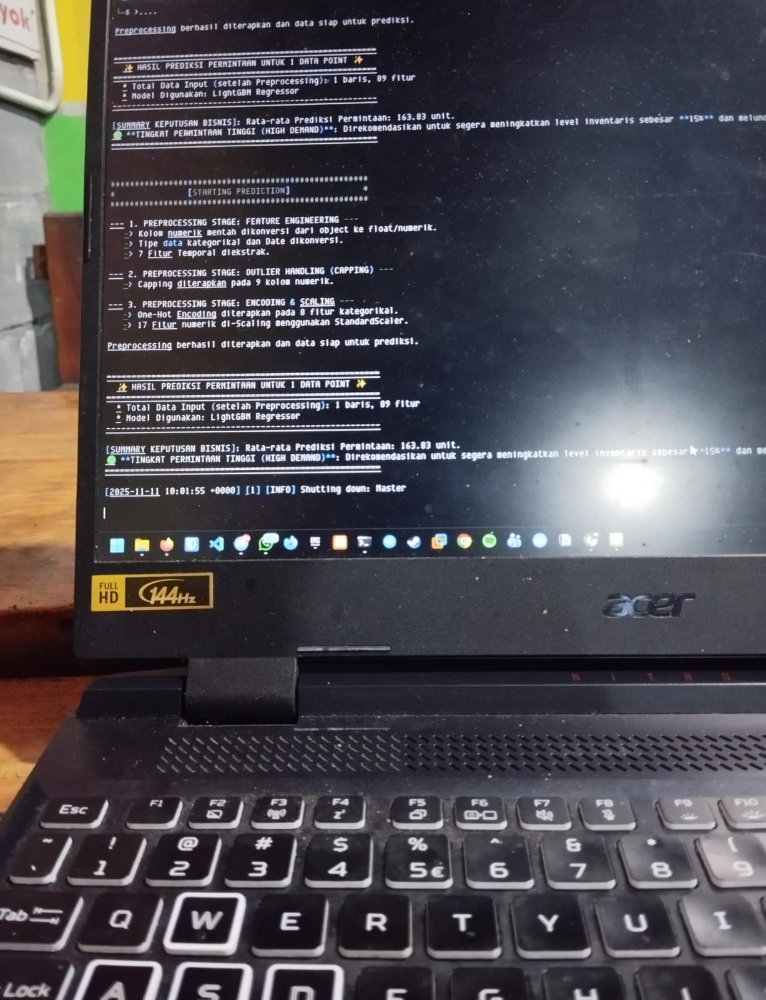 yok
└─$ >....
Preprocessing berhasil diterapkan dan data siap untuk prediksi.
✨ HASIL PREDIKSI PERMINTAAN UNTUK 1 DATA POINT ✨
* Total Data Input (setelah Preprocessing): 1 baris, 89 fitur
* Model Digunakan: LightGBM Regressor
[SUMMARY KEPUTUSAN BISNIS]: Rata-rata Prediksi Permintaan: 163.83 unit.
**TINGKAT PERMINTAAN TINGGI (HIGH DEMAND)**: Direkomendasikan untuk segera meningkatkan level inventaris sebesar **15%** dan
[STARTING PREDICTION]
--- 1. PREPROCESSING STAGE: FEATURE ENGINEERING ---
-> Kolom numerik mentah dikonversi dari object ke float/numerik.
-> Tipe data kategorikal dan Date dikonversi.
-> 7 Fitur Temporal diekstrak.
--- 2. PREPROCESSING STAGE: OUTLIER HANDLING (CAPPING) ---
-> Capping diterapkan pada 9 kolom numerik.
--- 3. PREPROCESSING STAGE: ENCODING & SCALING ---
-> One-Hot Encoding diterapkan pada 8 fitur kategorikal.
-> 17 Fitur numerik di-Scaling menggunakan StandardScaler.
Preprocessing berhasil diterapkan dan data siap untuk prediksi.
✨ HASIL PREDIKSI PERMINTAAN UNTUK 1 DATA POINT ✨
* Total Data Input (setelah Preprocessing): 1 baris, 89 fitur
* Model Digunakan: LightGBM Regressor
[SUMMARY KEPUTUSAN BISNIS]: Rata-rata Prediksi Permintaan: 163.83 unit.
**TINGKAT PERMINTAAN TINGGI (HIGH DEMAND)**: Direkomendasikan untuk segera meningkatkan level inventaris sebesar **15%** dan
[2025-11-11 10:01:55 +0000] [1] [INFO] Shutting down: Master
FULL HD 144Hz
acer
NITRO
Esc F1 F2 F3 F4 F5 F6 F7 F8 F9 F10
~ ` ! 1 @ 2 # 3 $ 4 % 5 € ^ 6 & 7 * 8 ( 9
Tab Q W E R T Y U I
Lock A S D F G H